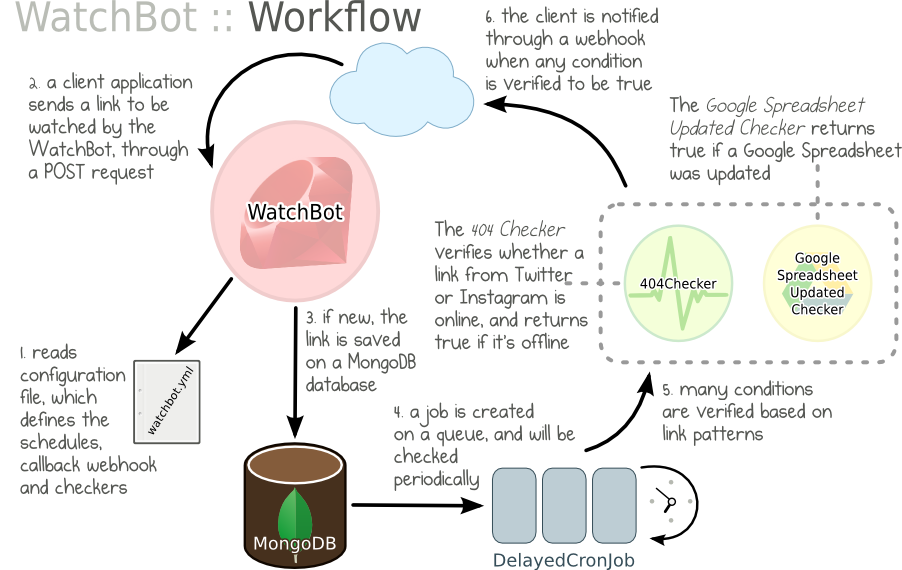 WatchBot :: Workflow
6. the client is notified
through a webhook
when any condition
is verified to be true
2. a client application
sends a link to be
watched by the
WatchBot, through
a POST request
The Google Spreadsheet
Updated Checker returns
true if a Google Spreadsheet
was updated
WatchBot
The 404 Checker
verifies whether a
link from Twitter
or Instagram is
online, and returns
true if it's offline
404Checker
Google
Spreadsheet
Updated
Checker
3. if new, the
link is saved
on a MongoDB
database
1. reads
configuration
file, which
defines the
schedules,
callback webhook
and checkers
watchbot.yml
4. a job is created
on a queue, and will be
checked
periodically
5. many conditions
are verified based on
link patterns
MongoDB
DelayedCronJob